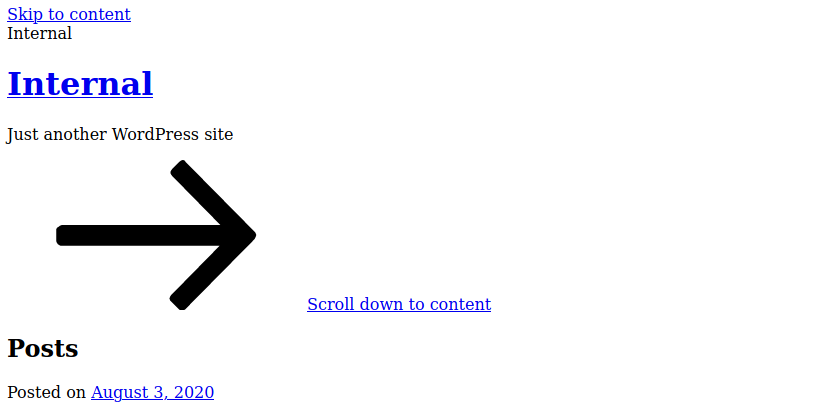 Skip to content
Internal
Internal
Just another WordPress site
Scroll down to content
Posts
Posted on August 3, 2020